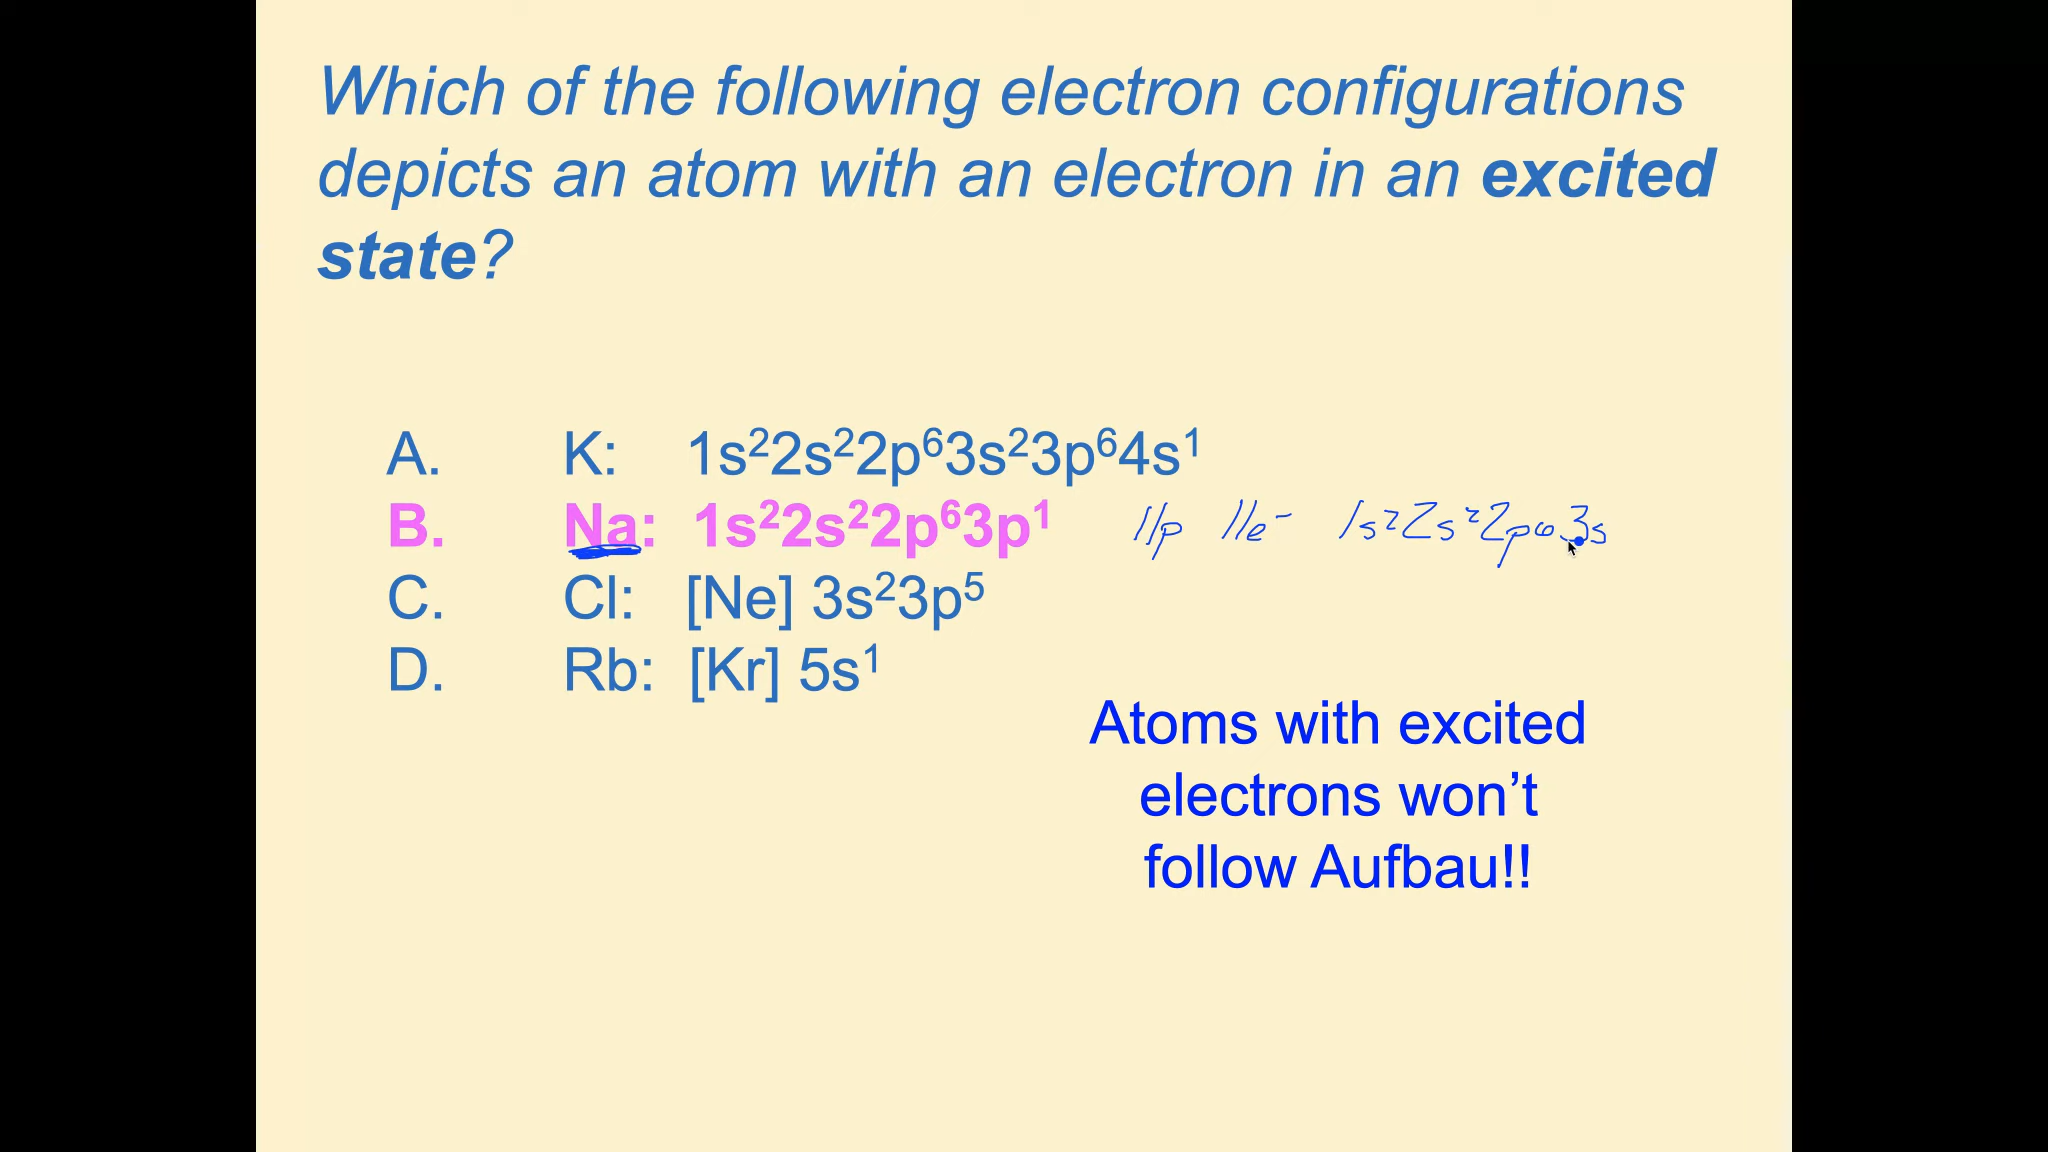 Which of the following electron configurations
depicts an atom with an electron in an excited
state?
A. K: 1s²2s²2p⁶3s²3p⁶4s¹
B. Na: 1s²2s²2p⁶3p¹ 11p 11e⁻ 1s²2s²2p⁶3s
C. Cl: [Ne] 3s²3p⁵
D. Rb: [Kr] 5s¹
Atoms with excited
electrons won’t
follow Aufbau!!